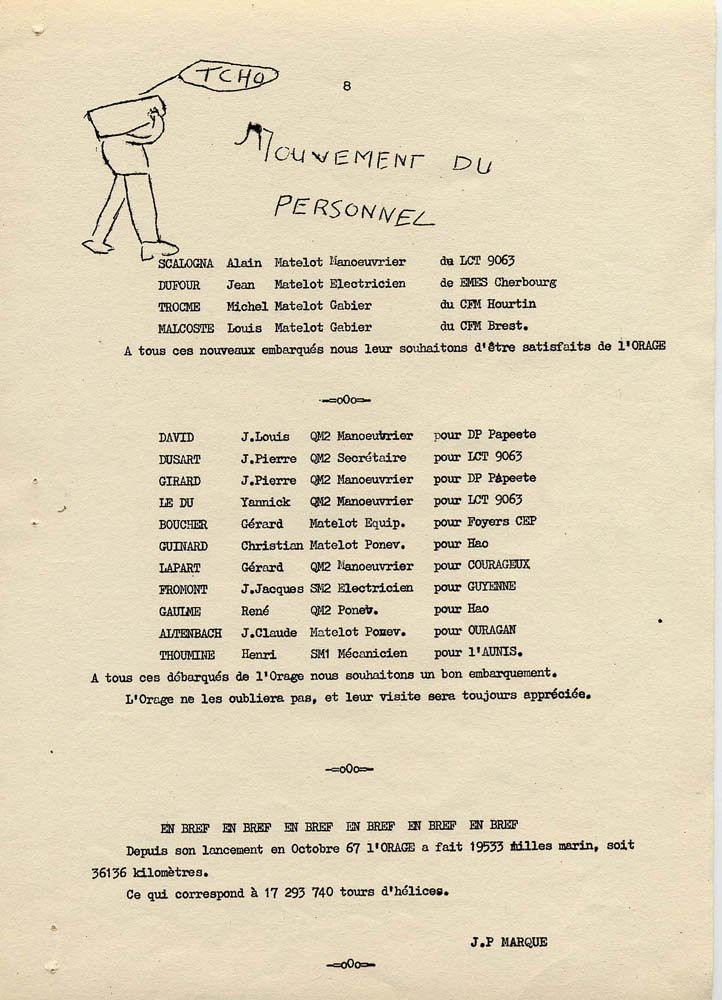 TCHO
8
MOUVEMENT DU
PERSONNEL
SCALOGNA Alain Matelot Manoeuvrier du LCT 9063
DUFOUR Jean Matelot Electricien de EMES Cherbourg
TROCME Michel Matelot Gabier du CFM Hourtin
MALCOSTE Louis Matelot Gabier du CFM Brest.
A tous ces nouveaux embarqués nous leur souhaitons d'être satisfaits de l'ORAGE
-=oOo=-
DAVID J.Louis QM2 Manoeuvrier pour DP Papeete
DUSART J.Pierre QM2 Secrétaire pour LCT 9063
GIRARD J.Pierre QM2 Manoeuvrier pour DP Papeete
LE DU Yannick QM2 Manoeuvrier pour LCT 9063
BOUCHER Gérard Matelot Equip. pour Foyers CEP
GUINARD Christian Matelot Ponev. pour Hao
LAPART Gérard QM2 Manoeuvrier pour COURAGEUX
FROMONT J.Jacques SM2 Electricien pour GUYENNE
GAULME René QM2 Ponev. pour Hao
ALTENBACH J.Claude Matelot Ponev. pour OURAGAN
THOUMINE Henri SM1 Mécanicien pour l'AUNIS.
A tous ces débarqués de l'Orage nous souhaitons un bon embarquement.
L'Orage ne les oubliera pas, et leur visite sera toujours appréciée.
-=oOo=-
EN BREF EN BREF EN BREF EN BREF EN BREF EN BREF
Depuis son lancement en Octobre 67 l'ORAGE a fait 19533 milles marin, soit
36136 kilomètres.
Ce qui correspond à 17 293 740 tours d'hélices.
J.P MARQUE
-=oOo=-